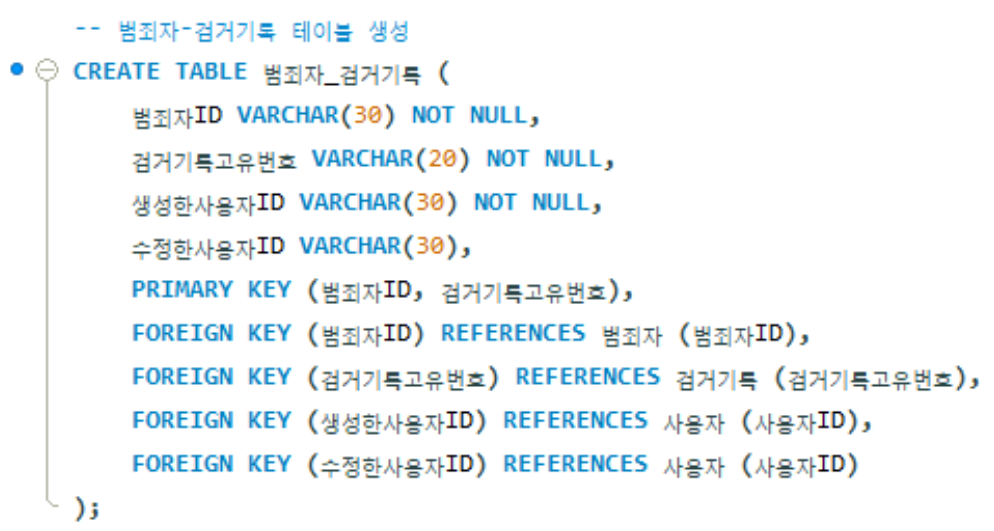 -- 범죄자-검거기록 테이블 생성
CREATE TABLE 범죄자_검거기록 (
범죄자ID VARCHAR(30) NOT NULL,
검거기록고유번호 VARCHAR(20) NOT NULL,
생성한사용자ID VARCHAR(30) NOT NULL,
수정한사용자ID VARCHAR(30),
PRIMARY KEY (범죄자ID, 검거기록고유번호),
FOREIGN KEY (범죄자ID) REFERENCES 범죄자 (범죄자ID),
FOREIGN KEY (검거기록고유번호) REFERENCES 검거기록 (검거기록고유번호),
FOREIGN KEY (생성한사용자ID) REFERENCES 사용자 (사용자ID),
FOREIGN KEY (수정한사용자ID) REFERENCES 사용자 (사용자ID)
);